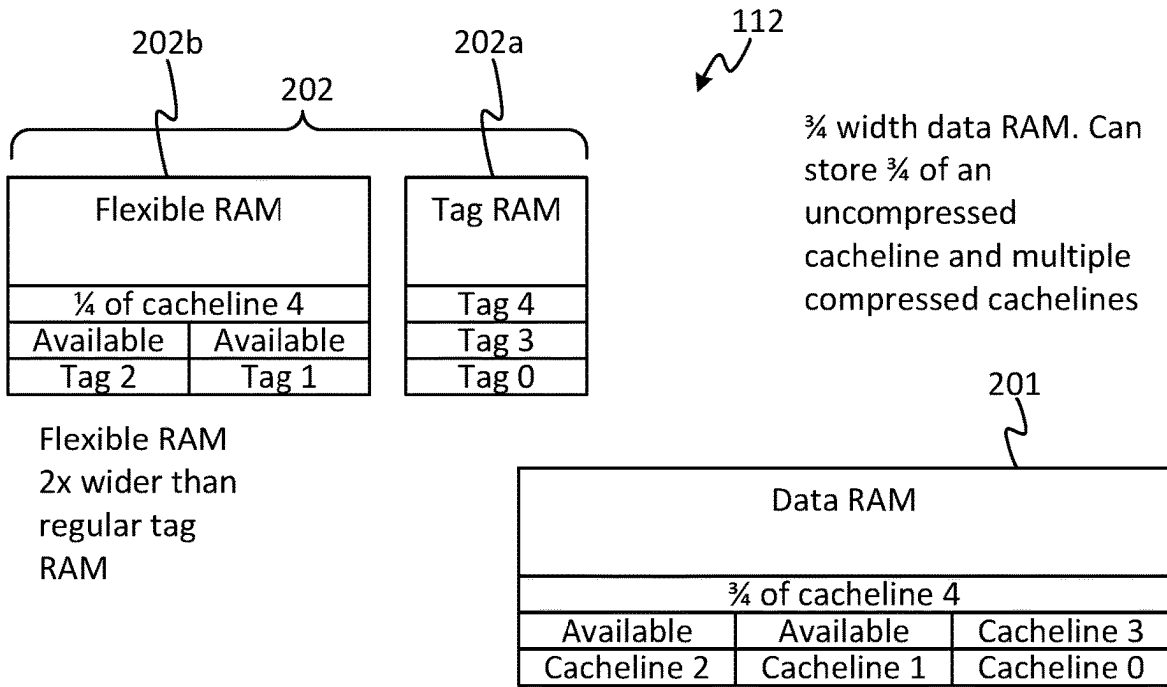 202b
202a
112
202
¾ width data RAM. Can
store ¾ of an
uncompressed
cacheline and multiple
compressed cachelines
Flexible RAM
Tag RAM
¼ of cacheline 4
Tag 4
Available
Available
Tag 3
Tag 2
Tag 1
Tag 0
Flexible RAM
2x wider than
regular tag
RAM
201
Data RAM
¾ of cacheline 4
Available
Available
Cacheline 3
Cacheline 2
Cacheline 1
Cacheline 0